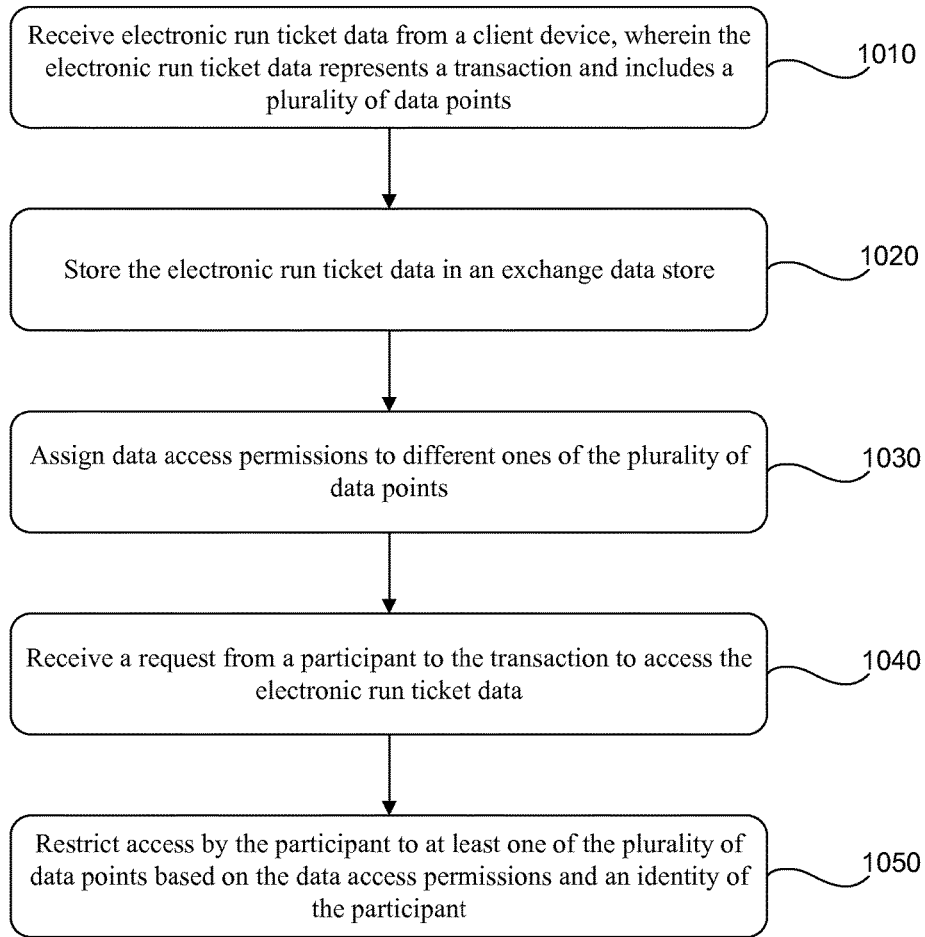 Receive electronic run ticket data from a client device, wherein the
electronic run ticket data represents a transaction and includes a
plurality of data points
1010
Store the electronic run ticket data in an exchange data store
1020
Assign data access permissions to different ones of the plurality of
data points
1030
Receive a request from a participant to the transaction to access the
electronic run ticket data
1040
Restrict access by the participant to at least one of the plurality of
data points based on the data access permissions and an identity of
the participant
1050